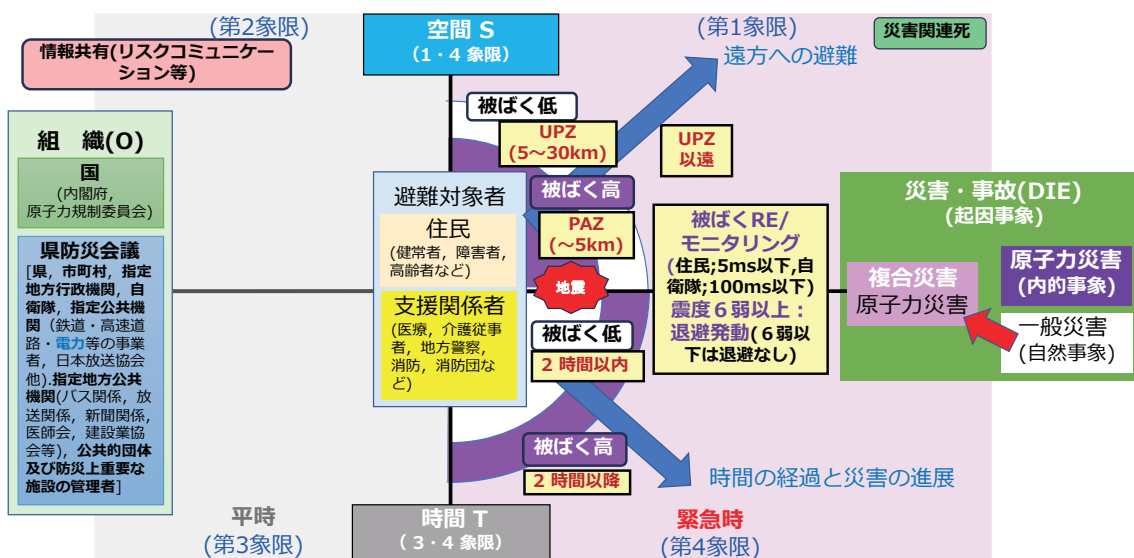 (第2象限)
空間 S
(1・4 象限)
(第1象限)
災害関連死
情報共有(リスクコミュニケー
ション等)
遠方への避難
組　織(O)
国
(内閣府,
原子力規制委員会)
県防災会議
[県，市町村，指定
地方行政機関，自
衛隊，指定公共機
関（鉄道・高速道
路・電力等の事業
者，日本放送協会
他).指定地方公共
機関(バス関係，放
送関係，新聞関係，
医師会，建設業協
会等)，公共的団体
及び防災上重要な
施設の管理者]
被ばく低
UPZ
(5～30km)
UPZ
以遠
避難対象者
住民
(健常者，障害者，
高齢者など)
支援関係者
(医療，介護従事
者，地方警察，
消防，消防団な
ど)
被ばく高
PAZ
(～5km)
地震
被ばく低
2 時間以内
被ばく高
2 時間以降
被ばくRE/
モニタリング
(住民;5ms以下,自
衛隊;100ms以下)
震度６弱以上：
退避発動(６弱以
下は退避なし)
災害・事故(DIE)
(起因事象)
複合災害
原子力災害
原子力災害
(内的事象)
一般災害
(自然事象)
時間の経過と災害の進展
平時
(第3象限)
時間 T
(３・４象限)
緊急時
(第4象限)